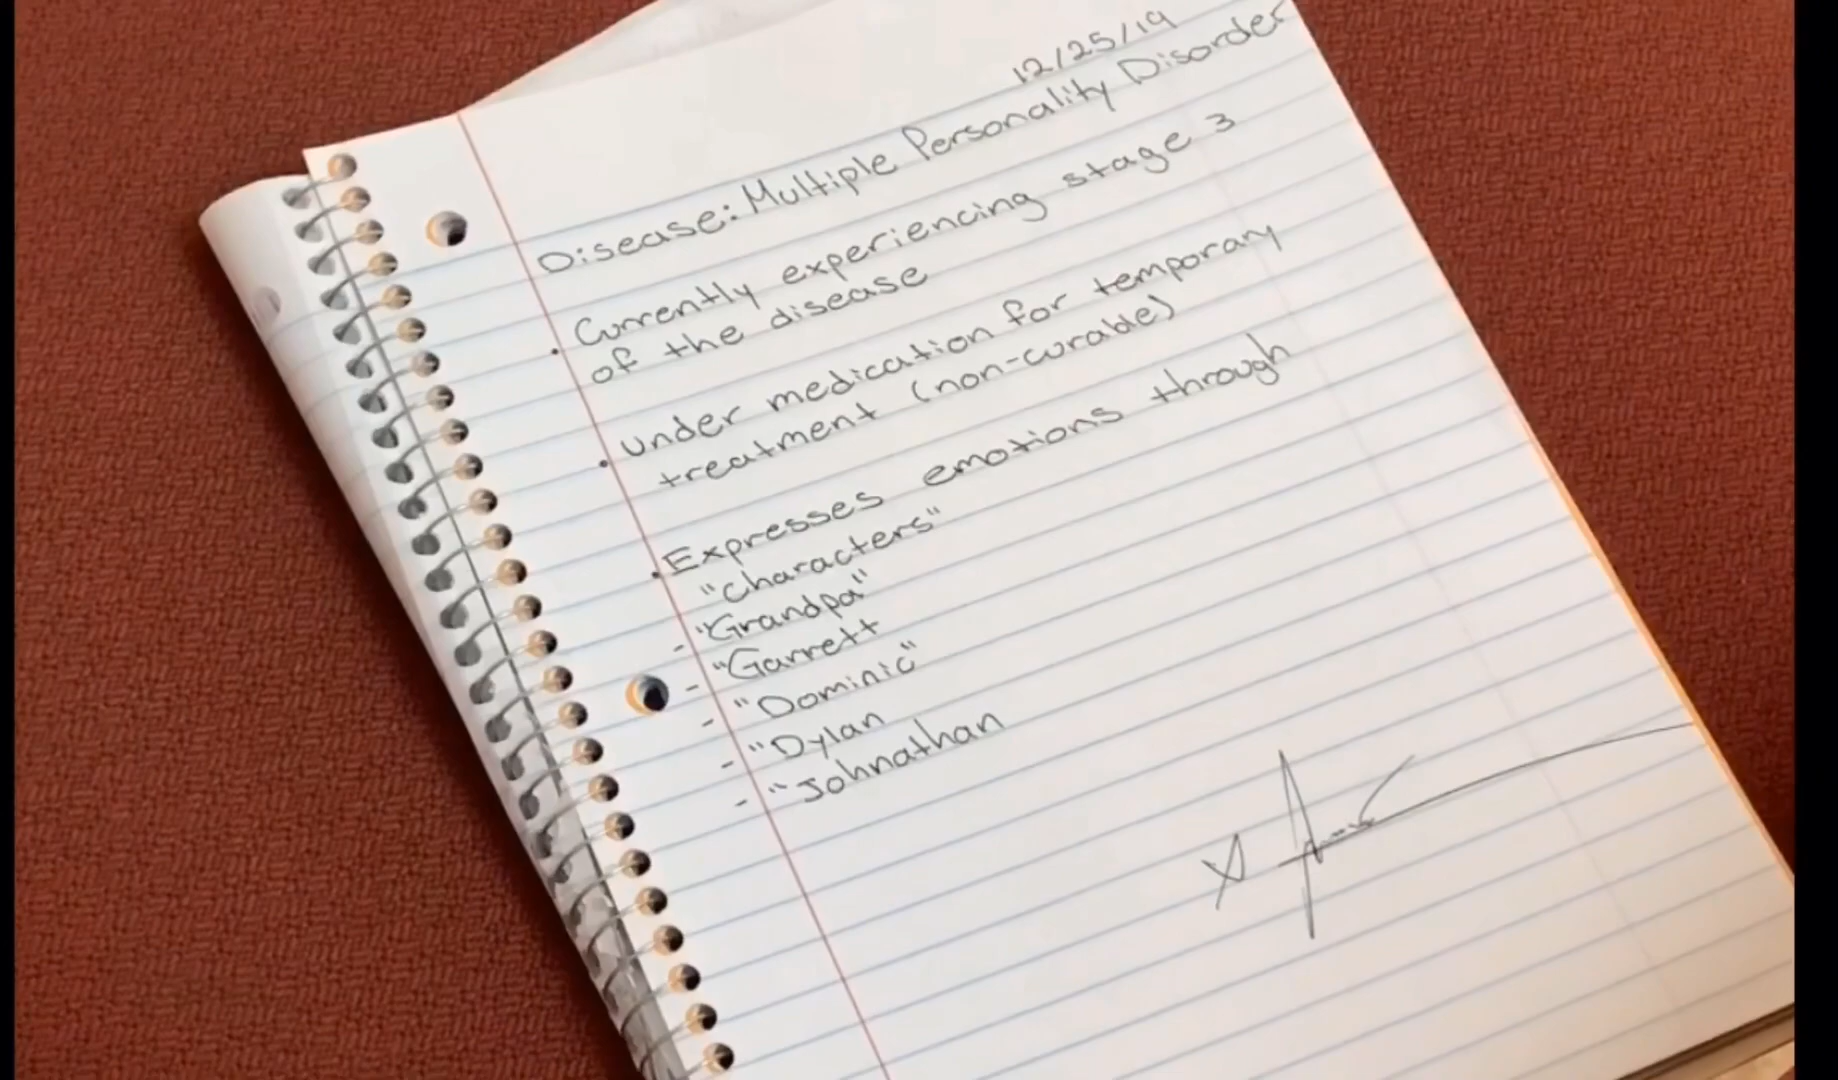 12/25/19
Disease: Multiple Personality Disorder
• Currently experiencing stage 3
of the disease
• under medication for temporary
treatment (non-curable)
• Expresses emotions through
"characters"
- "Grandpa"
- "Garrett
- "Dominic"
- "Dylan
- "Johnathan
x